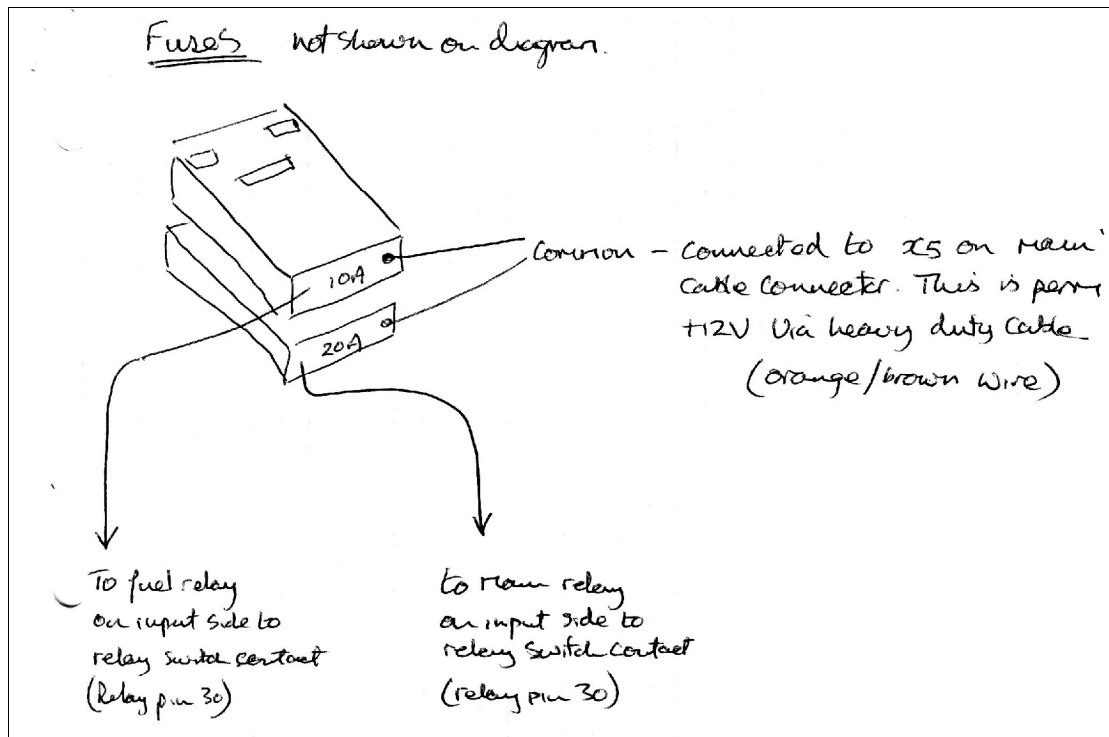 Fuses not shown on diagram.
10A
20A
Common - Connected to X5 on main
Cable Connector. This is perm
+12V via heavy duty Cable
(orange/brown wire)
To fuel relay
on input side to
relay switch contact
(Relay pin 30)
to main relay
on input side to
relay switch contact
(relay pin 30)